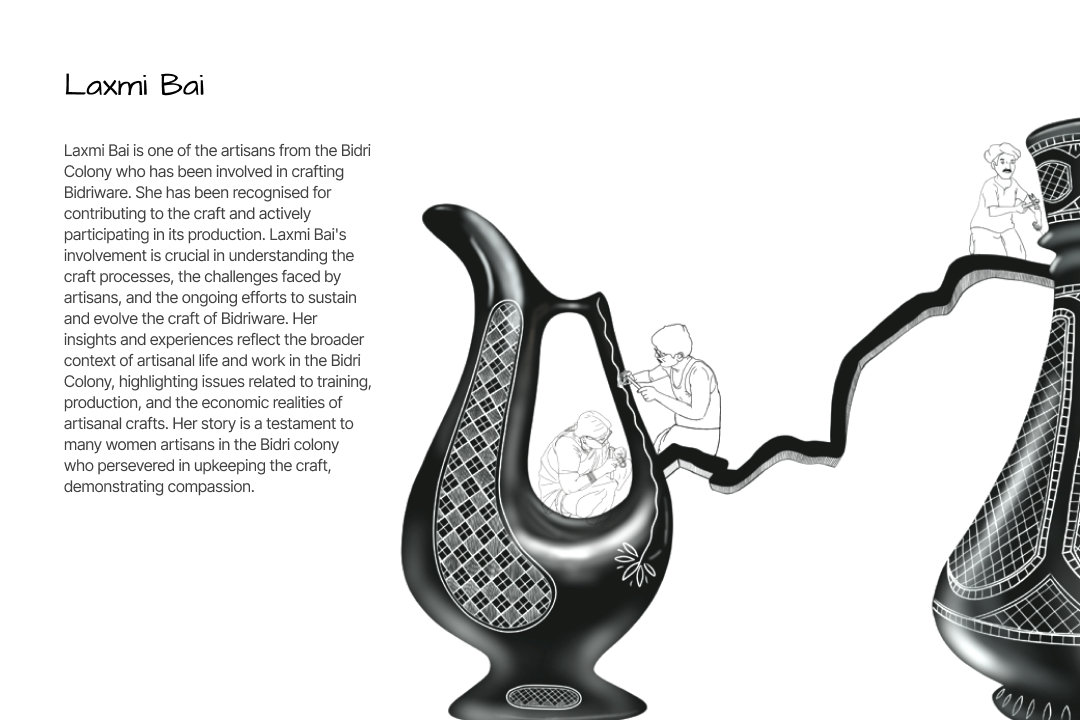 Laxmi Bai
Laxmi Bai is one of the artisans from the Bidri
Colony who has been involved in crafting
Bidriware. She has been recognised for
contributing to the craft and actively
participating in its production. Laxmi Bai's
involvement is crucial in understanding the
craft processes, the challenges faced by
artisans, and the ongoing efforts to sustain
and evolve the craft of Bidriware. Her
insights and experiences reflect the broader
context of artisanal life and work in the Bidri
Colony, highlighting issues related to training,
production, and the economic realities of
artisanal crafts. Her story is a testament to
many women artisans in the Bidri colony
who persevered in upkeeping the craft,
demonstrating compassion.